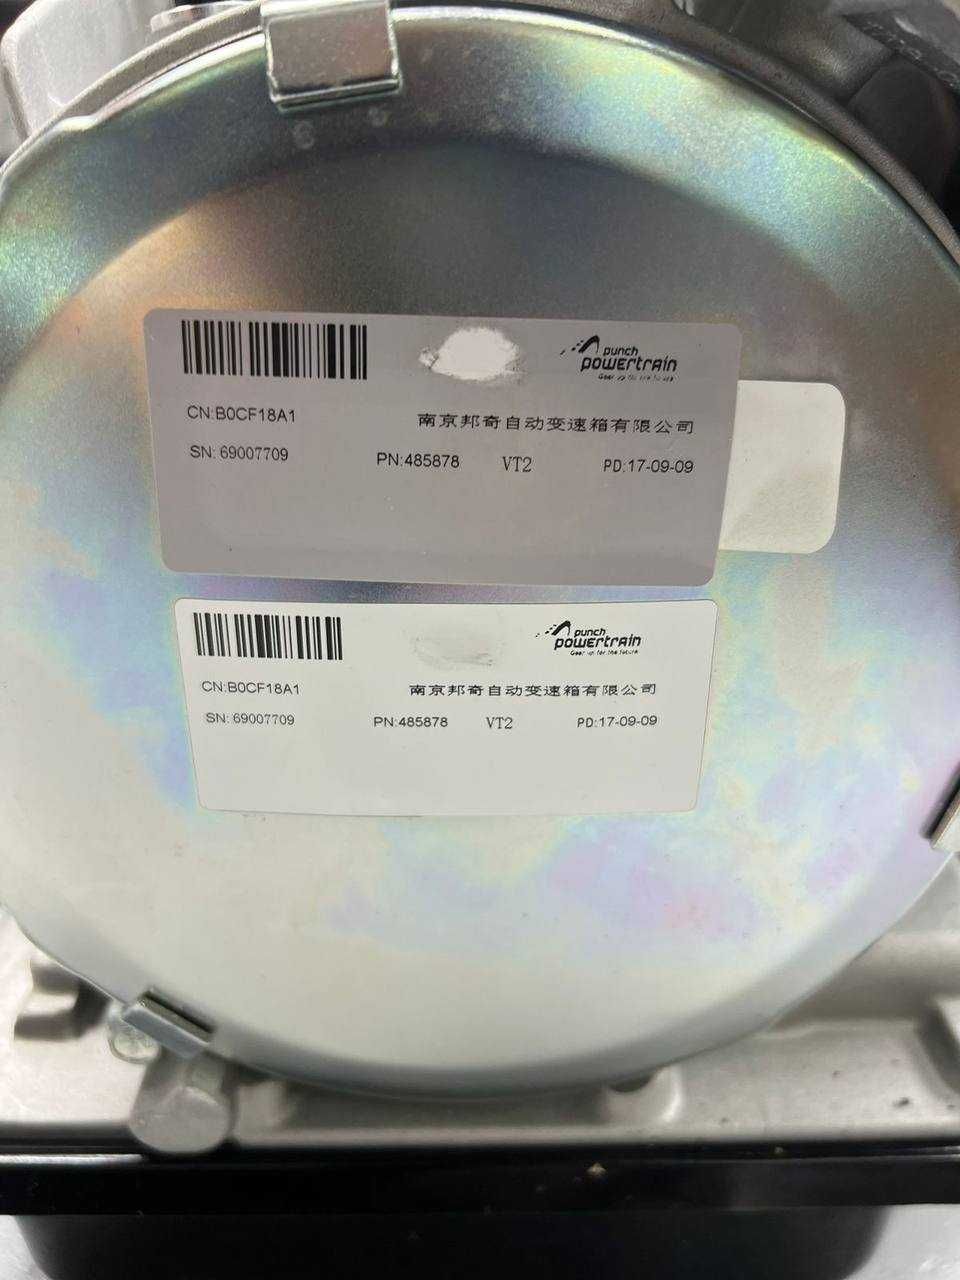 punch
powertrain
CN:B0CF18A1
南京邦奇自动变速箱有限公司
SN: 69007709 PN:485878 VT2 PD:17-09-09
punch
powertrain
Gear up for the future
CN:B0CF18A1
南京邦奇自动变速箱有限公司
SN: 69007709 PN:485878 VT2 PD:17-09-09